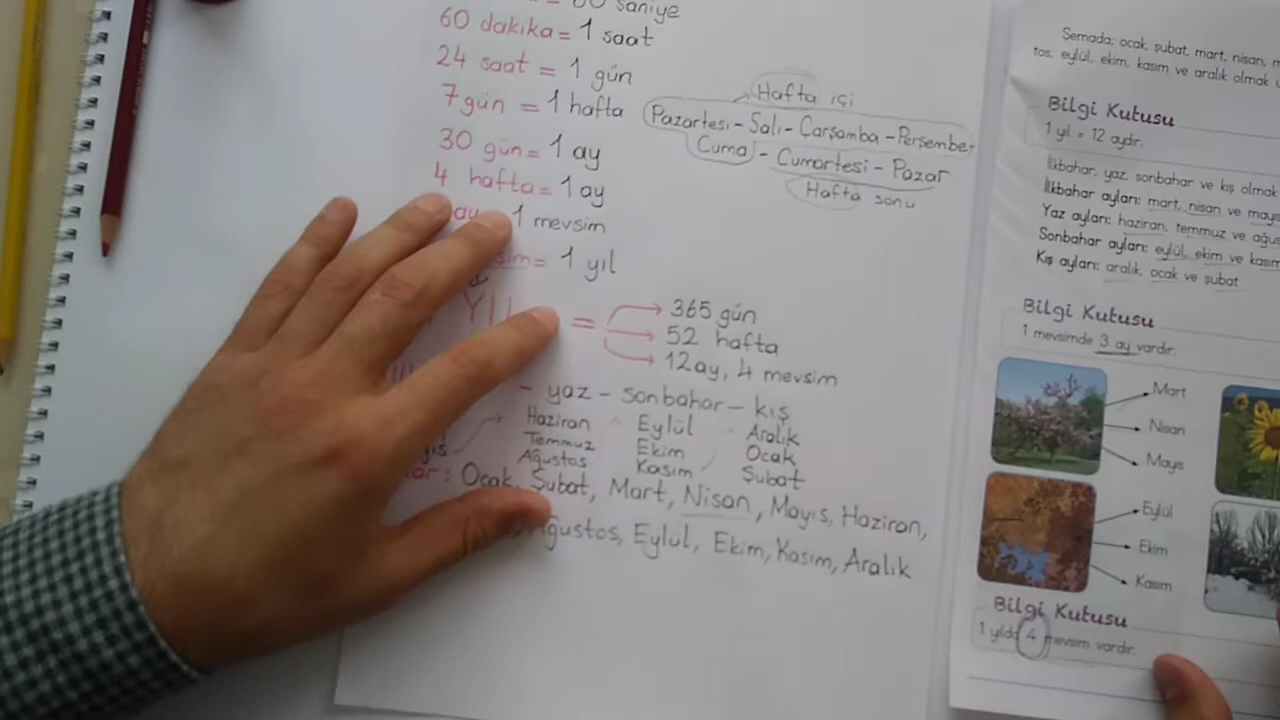 saniye
60 dakika = 1 saat
24 saat = 1 gün
7 gün = 1 hafta
30 gün = 1 ay
4 hafta = 1 ay
ay 1 mevsim
= 1 yıl
Hafta içi
Pazartesi - Salı - Çarşamba - Perşembe -
Cuma - Cumartesi - Pazar
Hafta sonu
=
365 gün
52 hafta
12 ay, 4 mevsim
- yaz - sonbahar - kış
Haziran Eylül Aralık
Temmuz Ekim Ocak
Ağustos Kasım Şubat
: Ocak, Şubat, Mart, Nisan, Mayıs, Haziran,
Ağustos, Eylül, Ekim, Kasım, Aralık
Semada; ocak, şubat, mart, nisan,
eylül, ekim, kasım ve aralık olmak
Bilgi Kutusu
1 yıl = 12 aydır.
İlkbahar, yaz, sonbahar ve kış olmak
İlkbahar ayları: mart, nisan ve
Yaz ayları: haziran, temmuz ve
Sonbahar ayları: eylül, ekim ve kasım
Kış ayları: aralık, ocak ve şubat
Bilgi Kutusu
1 mevsimde 3 ay vardır.
Mart
Nisan
Mayıs
Eylül
Ekim
Kasım
Bilgi Kutusu
1 yılda 4 mevsim vardır.